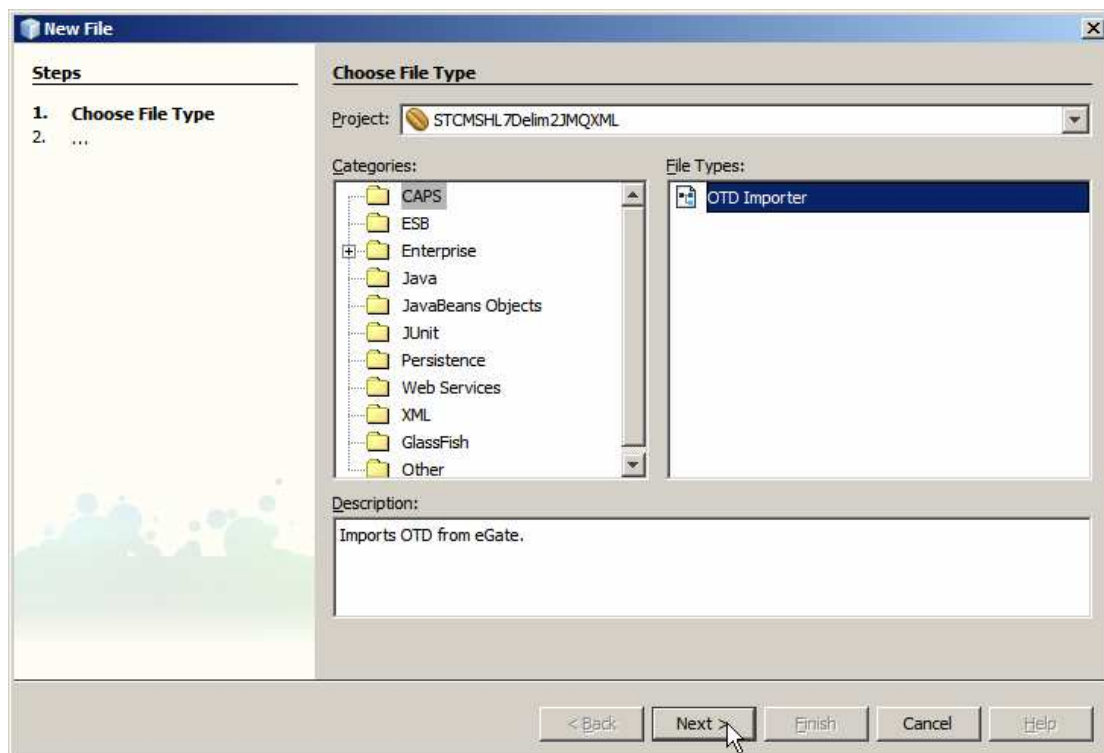 New File
Steps
1. Choose File Type
2. ...
Choose File Type
Project: STCMSHL7Delim2JMQXML
Categories:
CAPS
ESB
Enterprise
Java
JavaBeans Objects
JUnit
Persistence
Web Services
XML
GlassFish
Other
File Types:
OTD Importer
Description:
Imports OTD from eGate.
< Back Next > Finish Cancel Help